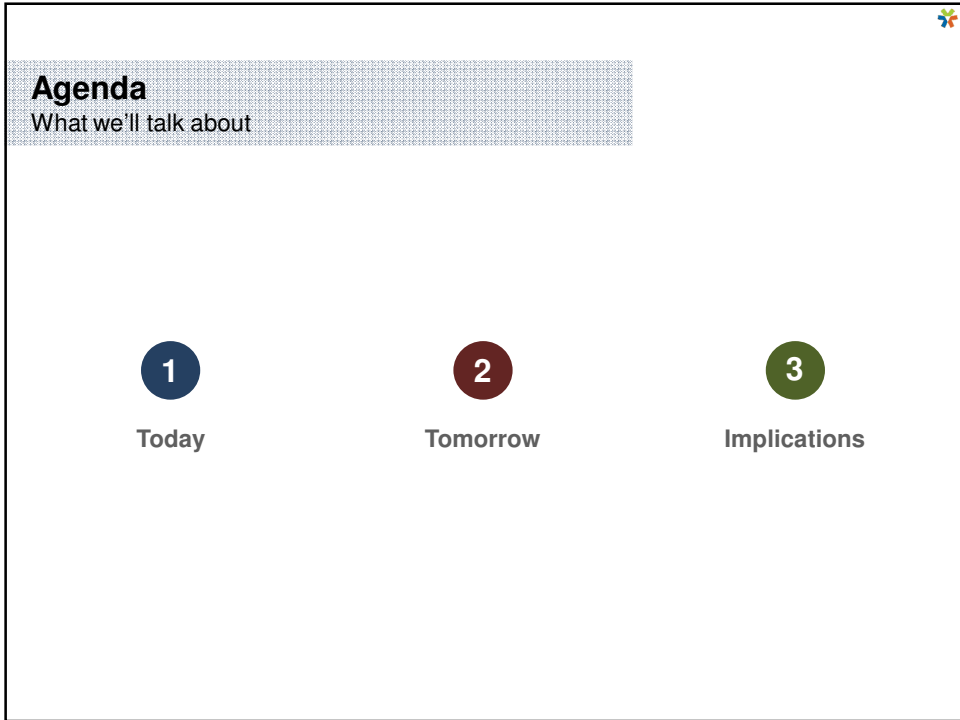 Agenda
What we'll talk about
1
2
3
Today
Tomorrow
Implications